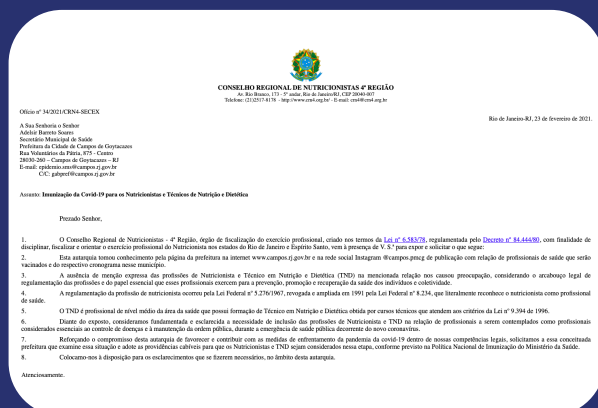 CONSELHO REGIONAL DE NUTRICIONISTAS 4ª REGIÃO
Av. Rio Branco, 173 - 5º andar, Rio de Janeiro/RJ, CEP 20040-007
Telefone: (21)2517-8178 - http://www.crn4.org.br/ - E-mail: crn4@crn4.org.br
Ofício nº 34/2021/CRN4-SECEX
Rio de Janeiro-RJ, 23 de fevereiro de 2021.
A Sua Senhoria o Senhor
Adelsir Barreto Soares
Secretário Municipal de Saúde
Prefeitura da Cidade de Campos de Goytacazes
Rua Voluntários da Pátria, 875 - Centro
28030-260 – Campos de Goytacazes – RJ
E-mail: epidemio.sms@campos.rj.gov.br
C/C: gabpref@campos.rj.gov.br
Assunto: Imunização da Covid-19 para os Nutricionistas e Técnicos de Nutrição e Dietética
Prezado Senhor,
1. O Conselho Regional de Nutricionistas - 4ª Região, órgão de fiscalização do exercício profissional, criado nos termos da Lei nº 6.583/78, regulamentada pelo Decreto nº 84.444/80, com finalidade de
disciplinar, fiscalizar e orientar o exercício profissional do Nutricionista nos estados do Rio de Janeiro e Espírito Santo, vem à presença de V. S.ª para expor e solicitar o que segue:
2. Esta autarquia tomou conhecimento pela página da prefeitura na internet www.campos.rj.gov.br e na rede social Instagram @campos.pmcg de publicação com relação de profissionais de saúde que serão
vacinados e do respectivo cronograma nesse município.
3. A ausência de menção expressa das profissões de Nutricionista e Técnico em Nutrição e Dietética (TND) na mencionada relação nos causou preocupação, considerando o arcabouço legal de
regulamentação das profissões e do papel essencial que esses profissionais exercem para a prevenção, promoção e recuperação da saúde dos indivíduos e coletividade.
4. A regulamentação da profissão de nutricionista ocorreu pela Lei Federal nº 5.276/1967, revogada e ampliada em 1991 pela Lei Federal nº 8.234, que literalmente reconhece o nutricionista como profissional
de saúde.
5. O TND é profissional de nível médio da área da saúde que possui formação de Técnico em Nutrição e Dietética obtida por cursos técnicos que atendem aos critérios da Lei nº 9.394 de 1996.
6. Diante do exposto, consideramos fundamentada e esclarecida a necessidade de inclusão das profissões de Nutricionista e TND na relação de profissionais a serem contemplados como profissionais
considerados essenciais ao controle de doenças e à manutenção da ordem pública, durante a emergência de saúde pública decorrente do novo coronavírus.
7. Reforçando o compromisso desta autarquia de favorecer e contribuir com as medidas de enfrentamento da pandemia da covid-19 dentro de nossas competências legais, solicitamos a essa conceituada
prefeitura que examine essa situação e adote as providências cabíveis para que os Nutricionistas e TND sejam considerados nessa etapa, conforme previsto na Política Nacional de Imunização do Ministério da Saúde.
8. Colocamo-nos à disposição para os esclarecimentos que se fizerem necessários, no âmbito desta autarquia.
Atenciosamente.